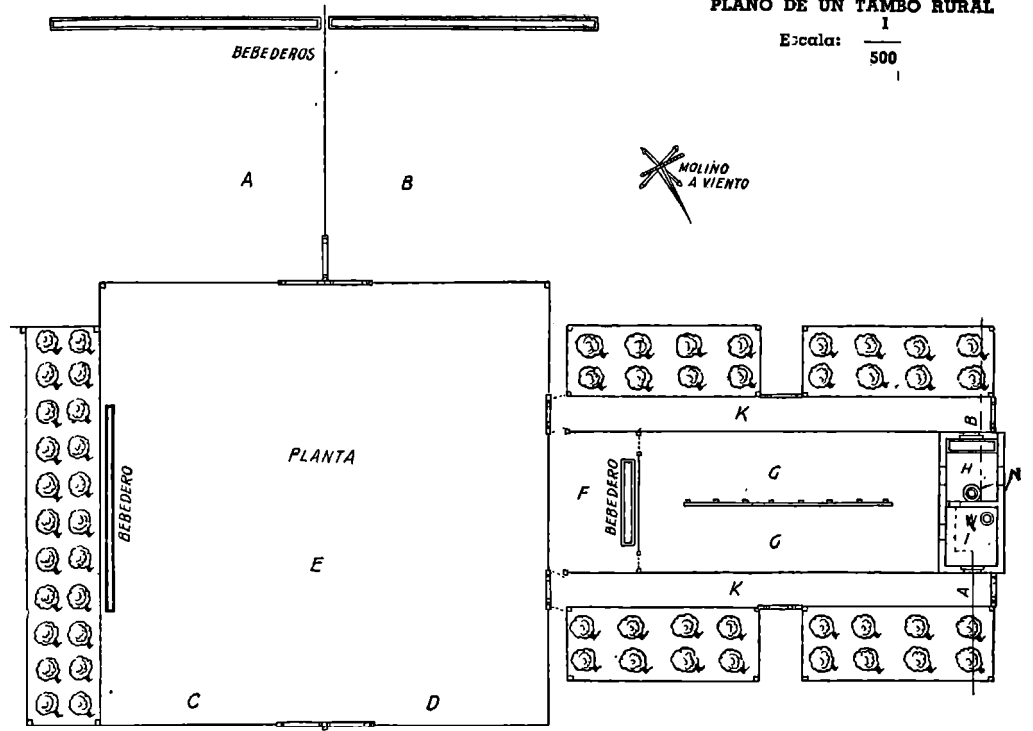 PLANO DE UN TAMBO RURAL
Escala: 1
500
BEBEDEROS
A
B
MOLINO
A VIENTO
K
B
PLANTA
G
H
N
F
BEBEDERO
BEBEDERO
E
G
I
K
A
C
D